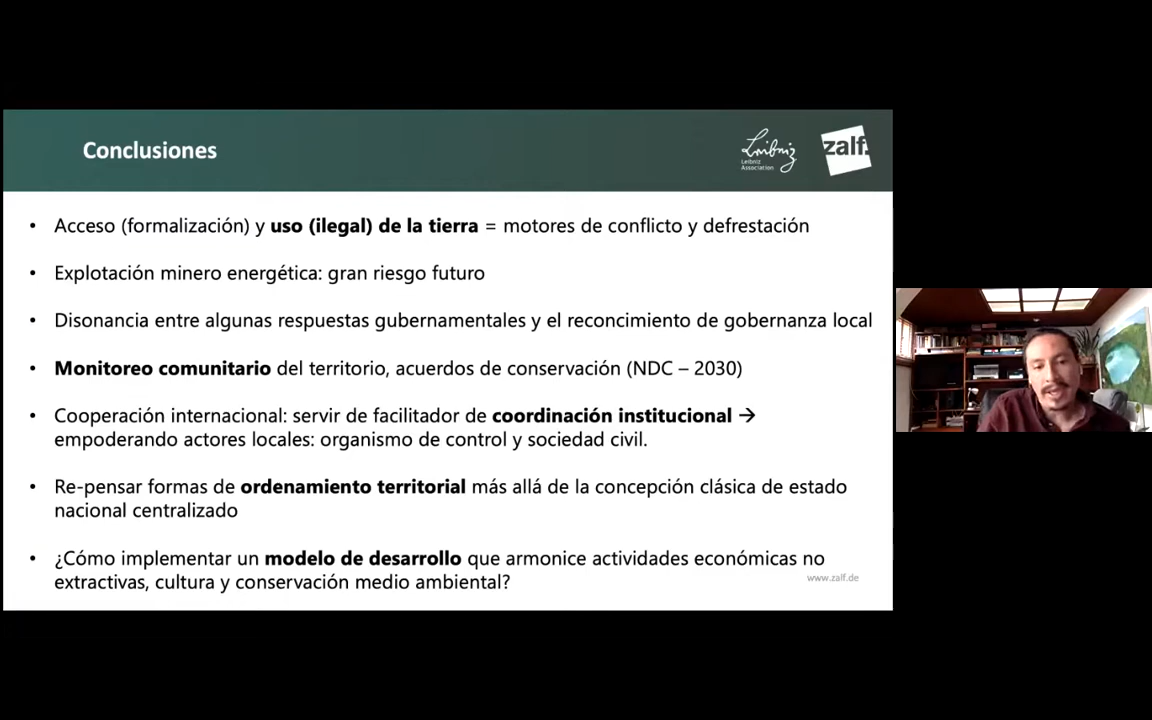 Conclusiones
Leibniz
Leibniz
Association
zalf.
• Acceso (formalización) y uso (ilegal) de la tierra = motores de conflicto y defrestación
• Explotación minero energética: gran riesgo futuro
• Disonancia entre algunas respuestas gubernamentales y el reconcimiento de gobernanza local
• Monitoreo comunitario del territorio, acuerdos de conservación (NDC – 2030)
• Cooperación internacional: servir de facilitador de coordinación institucional →
empoderando actores locales: organismo de control y sociedad civil.
• Re-pensar formas de ordenamiento territorial más allá de la concepción clásica de estado
nacional centralizado
• ¿Cómo implementar un modelo de desarrollo que armonice actividades económicas no
extractivas, cultura y conservación medio ambiental?
www.zalf.de